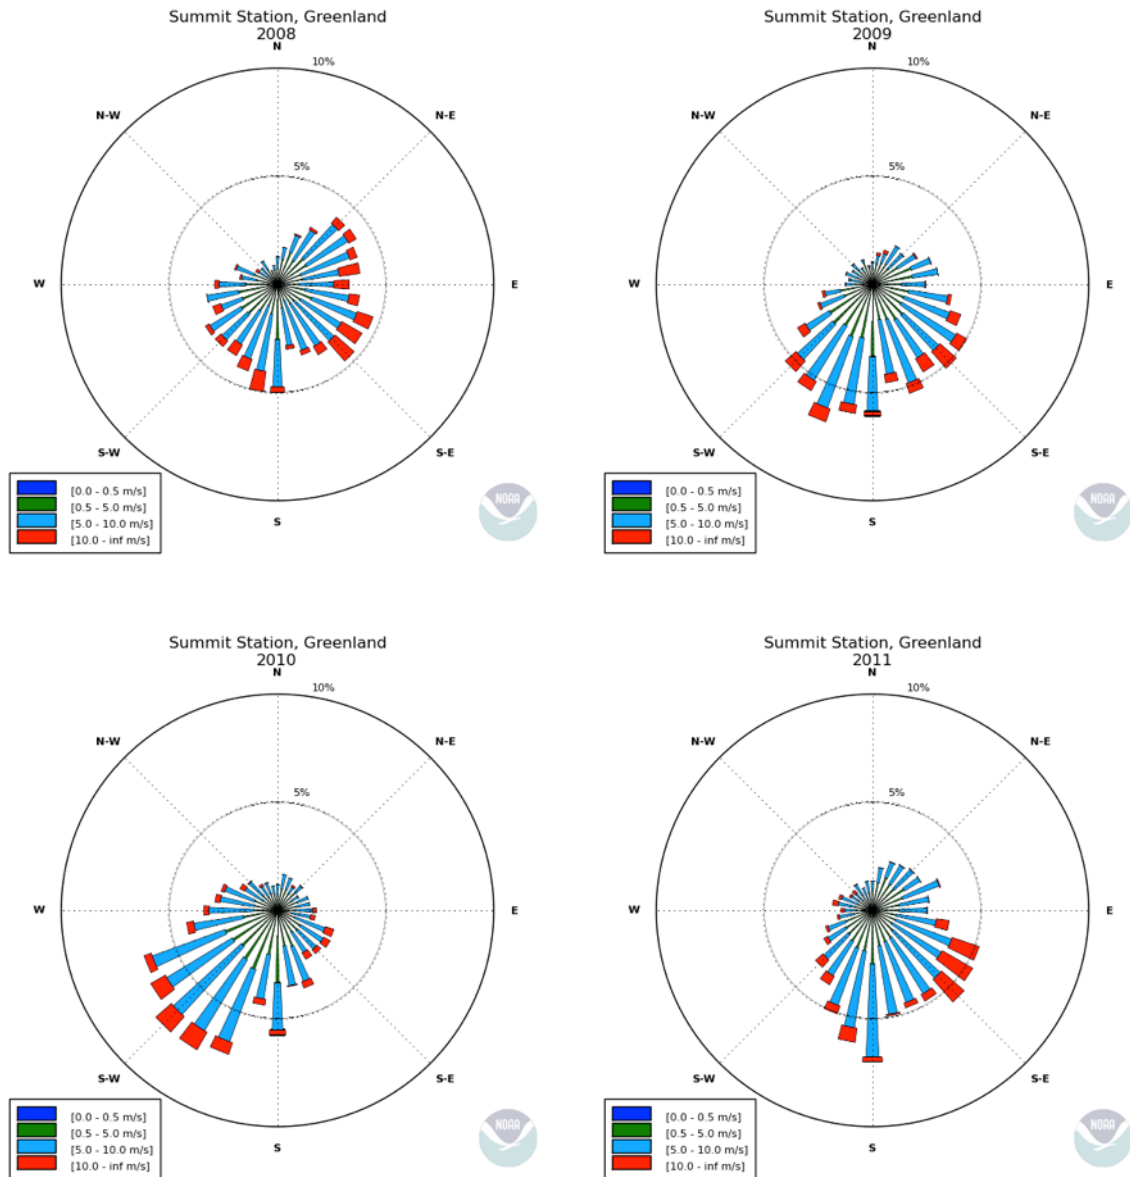 Summit Station, Greenland
2008
N
10%
N-W
N-E
5%
W
E
S-W
S-E
S
[0.0 - 0.5 m/s]
[0.5 - 5.0 m/s]
[5.0 - 10.0 m/s]
[10.0 - inf m/s]
NOAA
Summit Station, Greenland
2009
N
10%
N-W
N-E
5%
W
E
S-W
S-E
S
[0.0 - 0.5 m/s]
[0.5 - 5.0 m/s]
[5.0 - 10.0 m/s]
[10.0 - inf m/s]
NOAA
Summit Station, Greenland
2010
N
10%
N-W
N-E
5%
W
E
S-W
S-E
S
[0.0 - 0.5 m/s]
[0.5 - 5.0 m/s]
[5.0 - 10.0 m/s]
[10.0 - inf m/s]
NOAA
Summit Station, Greenland
2011
N
10%
N-W
N-E
5%
W
E
S-W
S-E
S
[0.0 - 0.5 m/s]
[0.5 - 5.0 m/s]
[5.0 - 10.0 m/s]
[10.0 - inf m/s]
NOAA